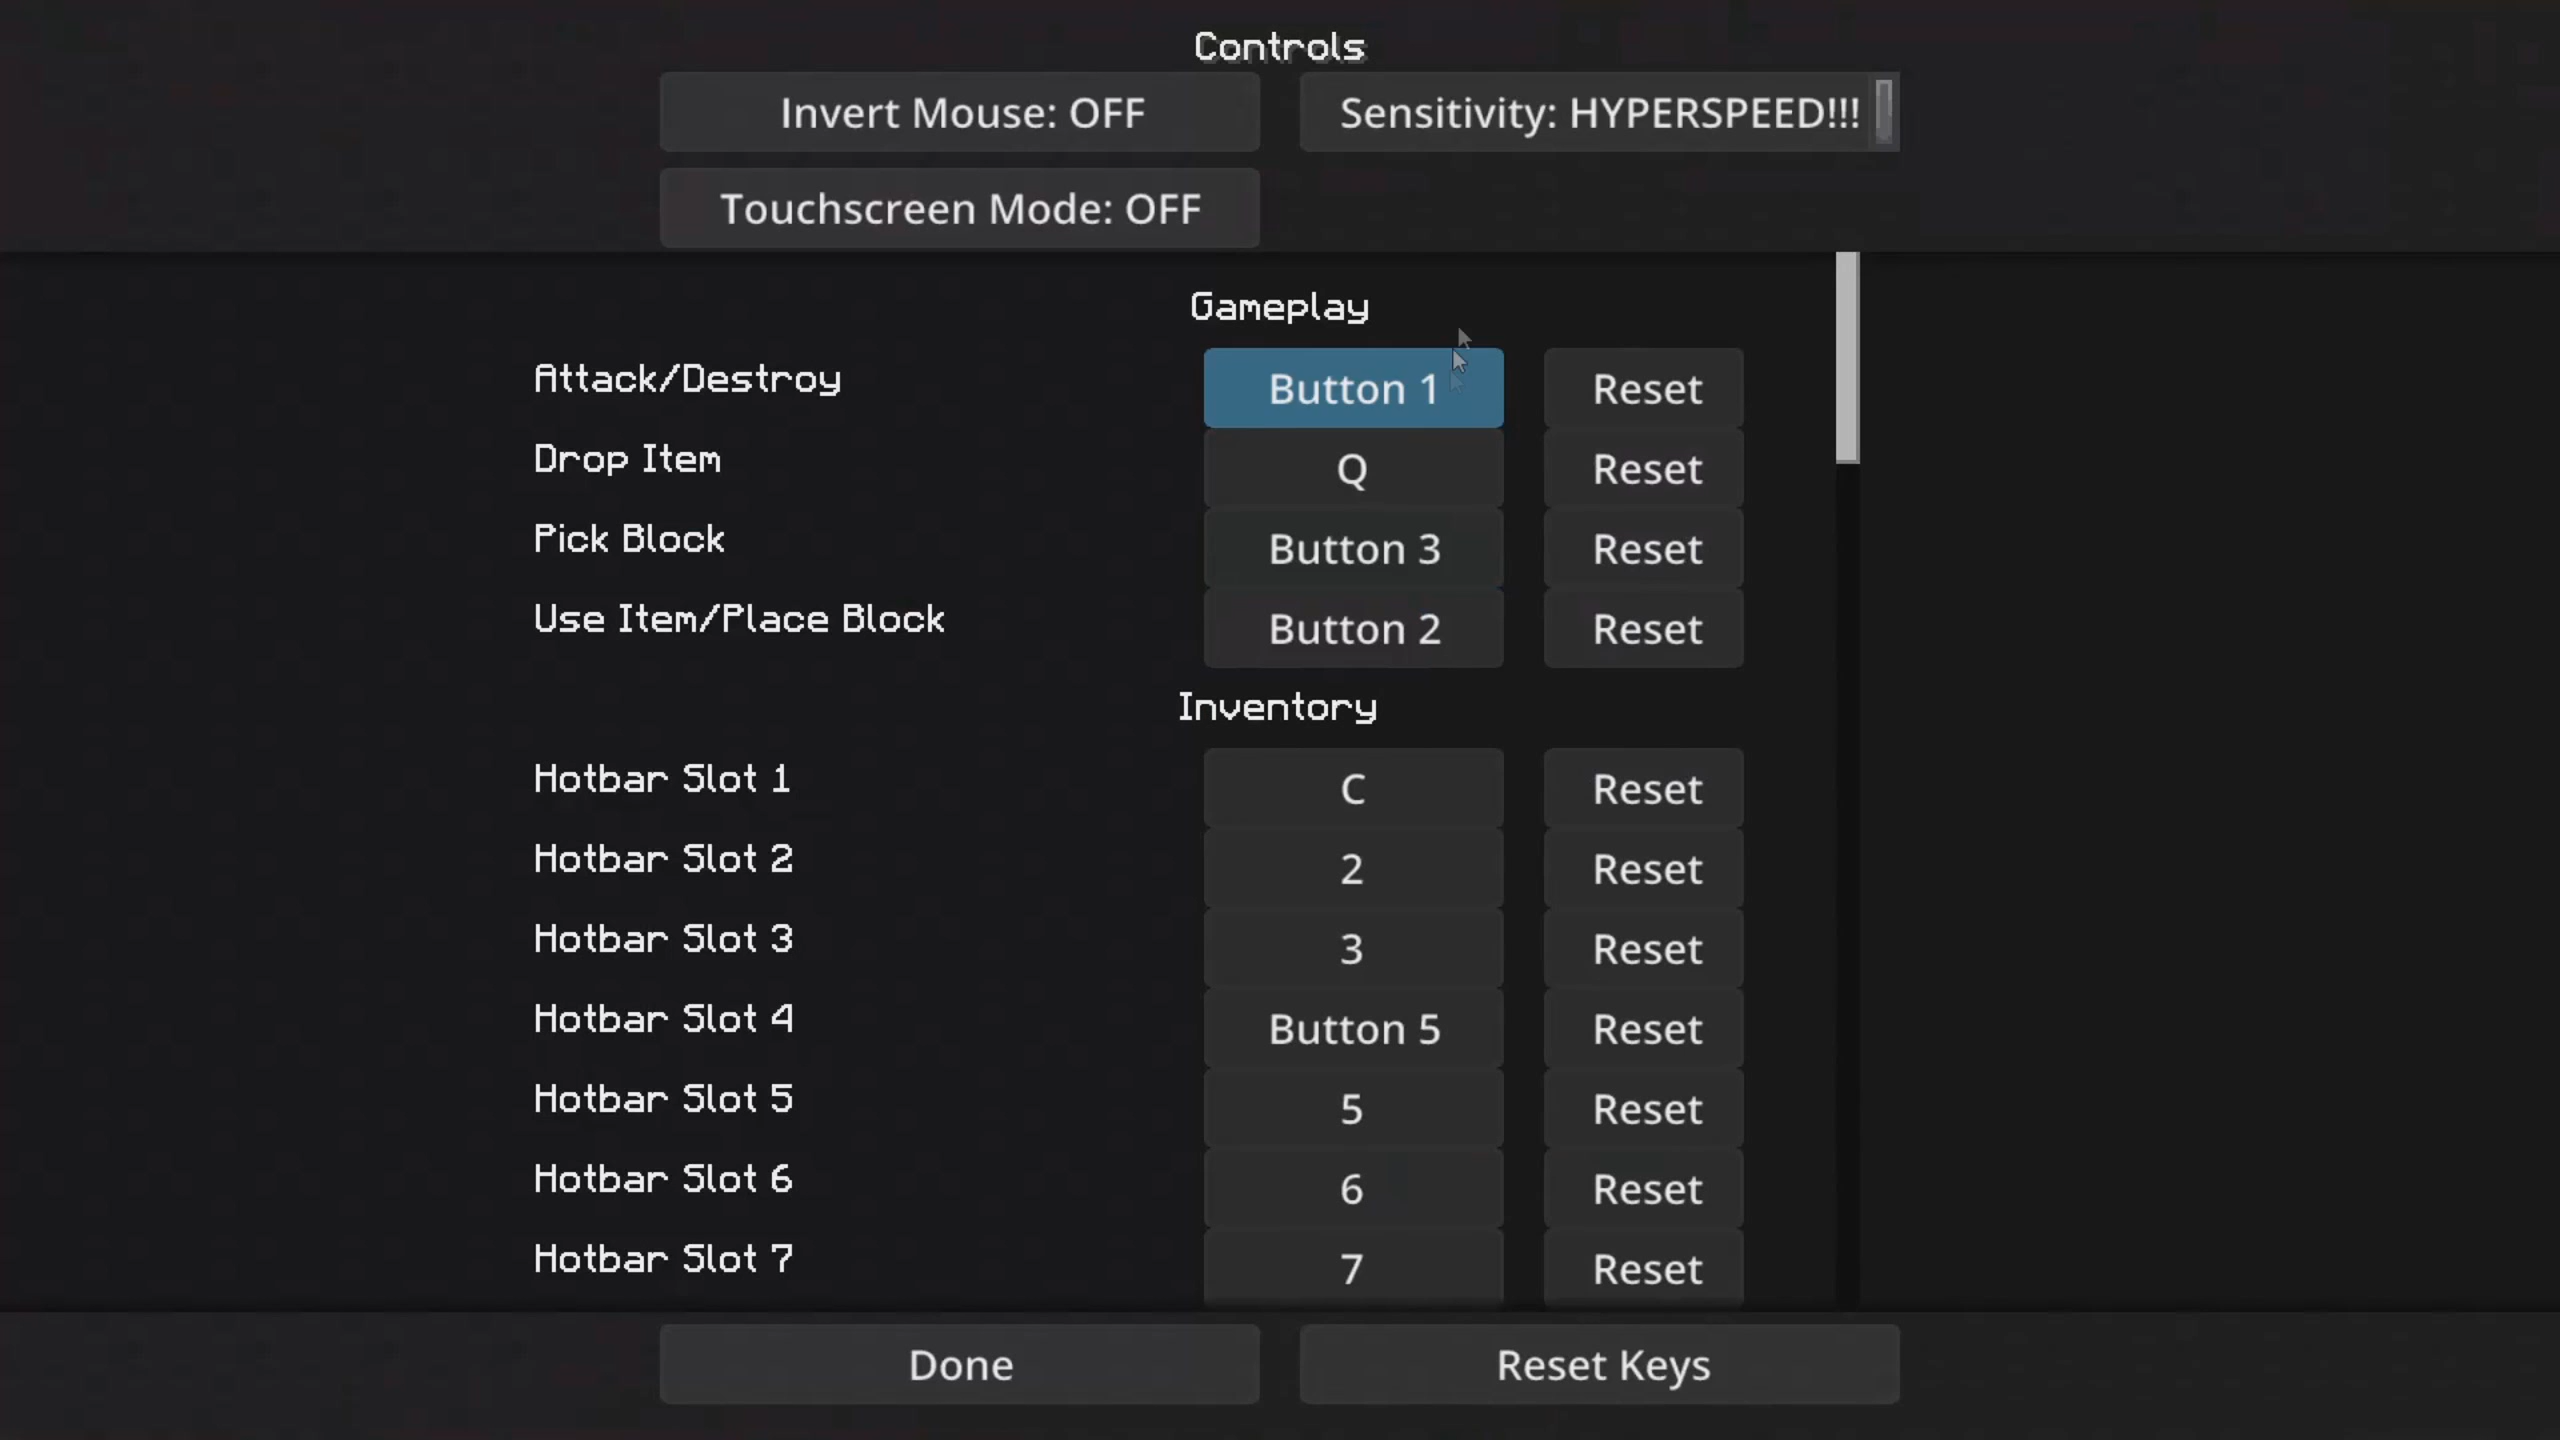 Controls
Invert Mouse: OFF
Sensitivity: HYPERSPEED!!!
Touchscreen Mode: OFF
Gameplay
Attack/Destroy Button 1 Reset
Drop Item Q Reset
Pick Block Button 3 Reset
Use Item/Place Block Button 2 Reset
Inventory
Hotbar Slot 1 C Reset
Hotbar Slot 2 2 Reset
Hotbar Slot 3 3 Reset
Hotbar Slot 4 Button 5 Reset
Hotbar Slot 5 5 Reset
Hotbar Slot 6 6 Reset
Hotbar Slot 7 7 Reset
Done
Reset Keys